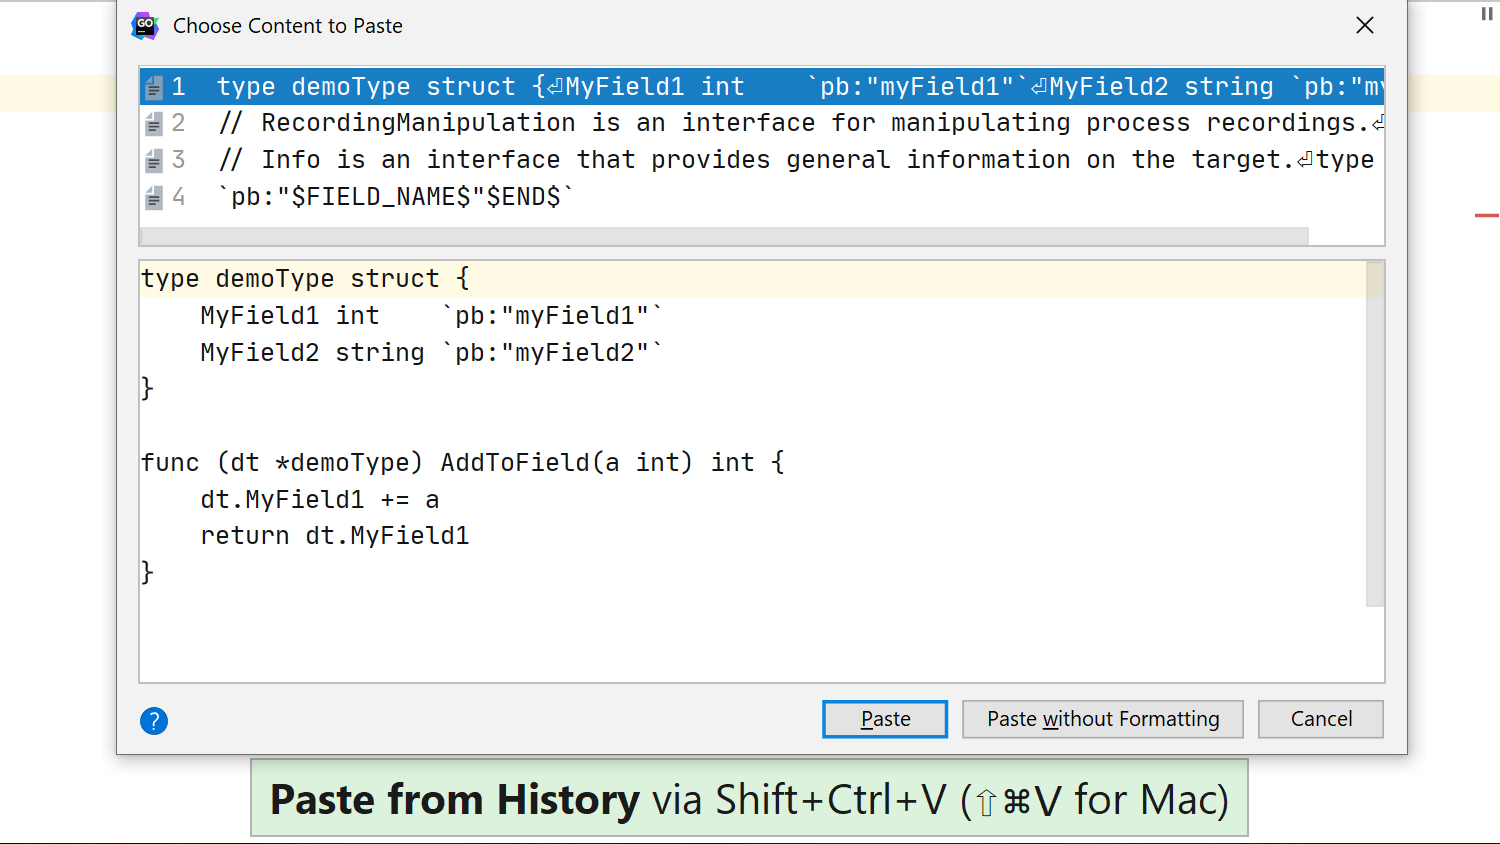 GO
Choose Content to Paste
1 type demoType struct {⏎MyField1 int    `pb:"myField1"`⏎MyField2 string `pb:"my
2 // RecordingManipulation is an interface for manipulating process recordings.⏎
3 // Info is an interface that provides general information on the target.⏎type
4 `pb:"$FIELD_NAME$"$END$`
type demoType struct {
    MyField1 int    `pb:"myField1"`
    MyField2 string `pb:"myField2"`
}
func (dt *demoType) AddToField(a int) int {
    dt.MyField1 += a
    return dt.MyField1
}
? Paste Paste without Formatting Cancel
Paste from History via Shift+Ctrl+V (⇧⌘V for Mac)